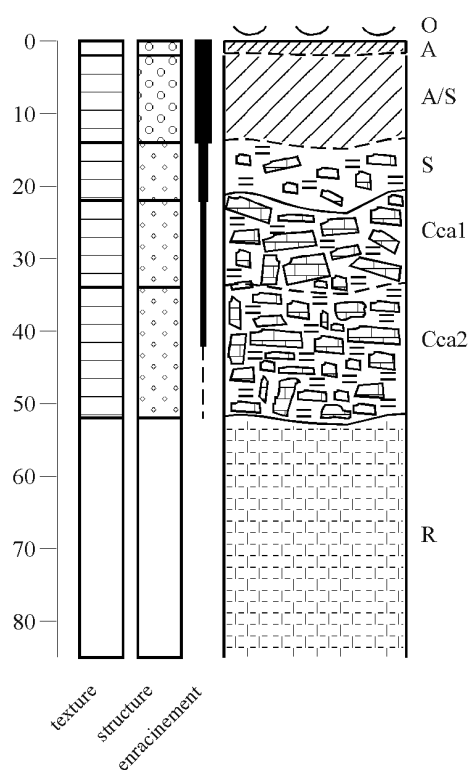 O
0
A
A/S
10
S
20
Cca1
30
Cca2
40
50
60
R
70
80
texture
structure
enracinement